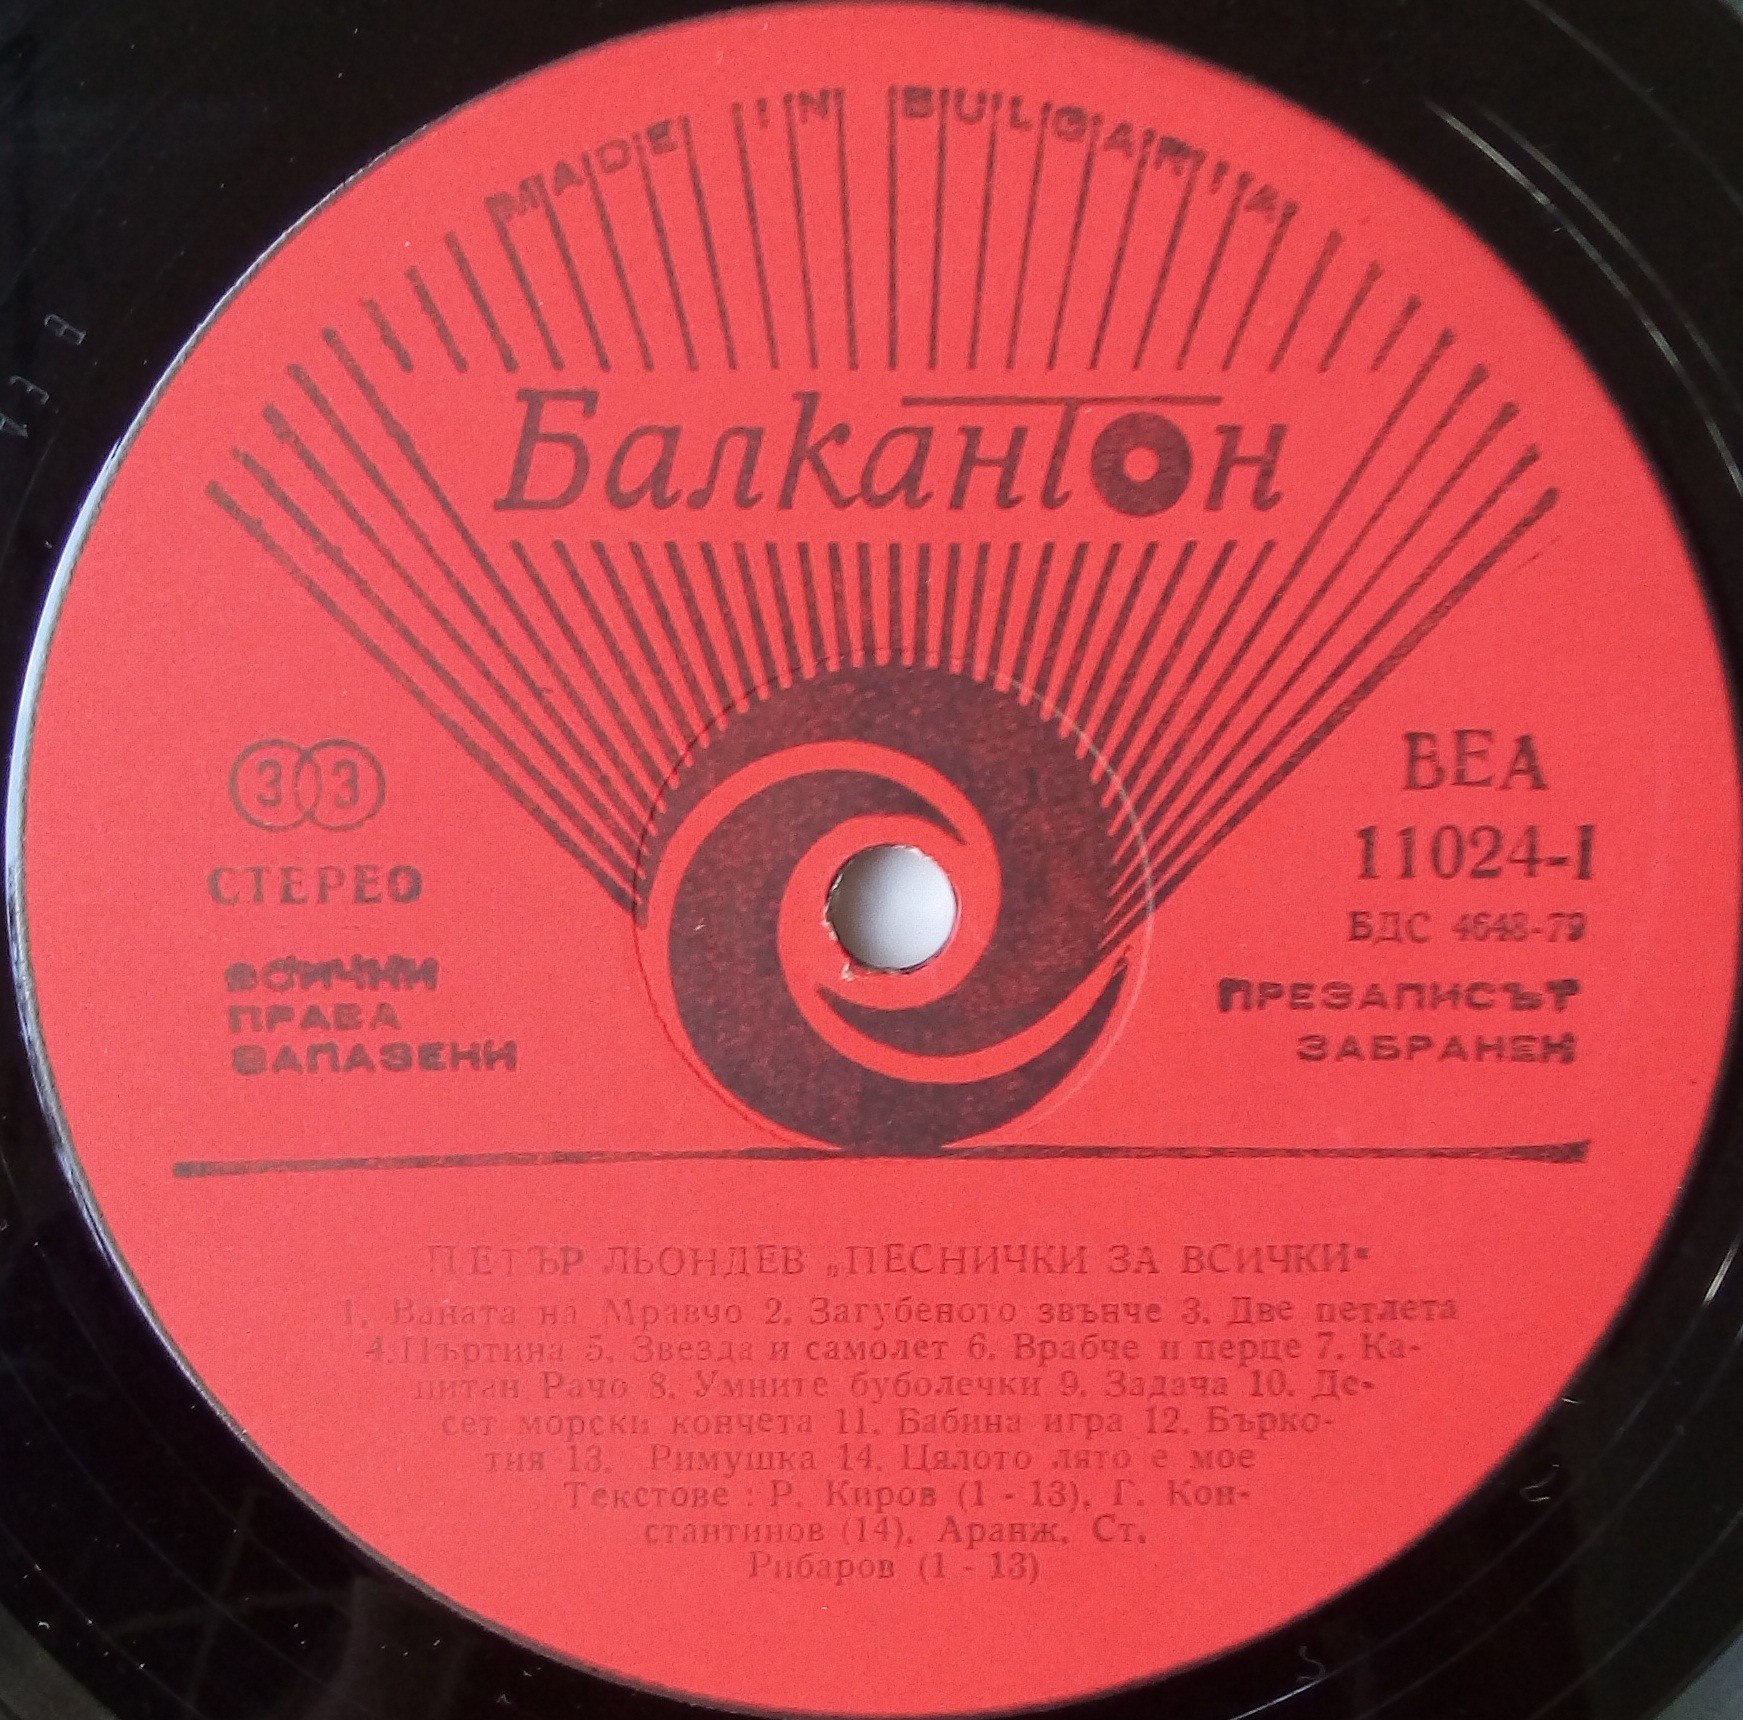 MADE IN BULGARIA
Балкантон
33
СТЕРЕО
ВСИЧКИ
ПРАВА
ЗАПАЗЕНИ
ВЕА
11024-I
БДС 4648-79
ПРЕЗАПИСЪТ
ЗАБРАНЕН
ПЕТЪР ЛЬОНДЕВ „ПЕСНИЧКИ ЗА ВСИЧКИ“
1. Ваната на Мравчо 2. Загубеното звънче 3. Две петлета
4. Пъртина 5. Звезда и самолет 6. Врабче и перце 7. Ка-
питан Рачо 8. Умните буболечки 9. Задача 10. Де-
сет морски кончета 11. Бабина игра 12. Бърко-
тия 13. Римушка 14. Цялото лято е мое
Текстове : Р. Киров (1 - 13), Г. Кон-
стантинов (14). Аранж. Ст.
Рибаров (1 - 13)
ВЕА